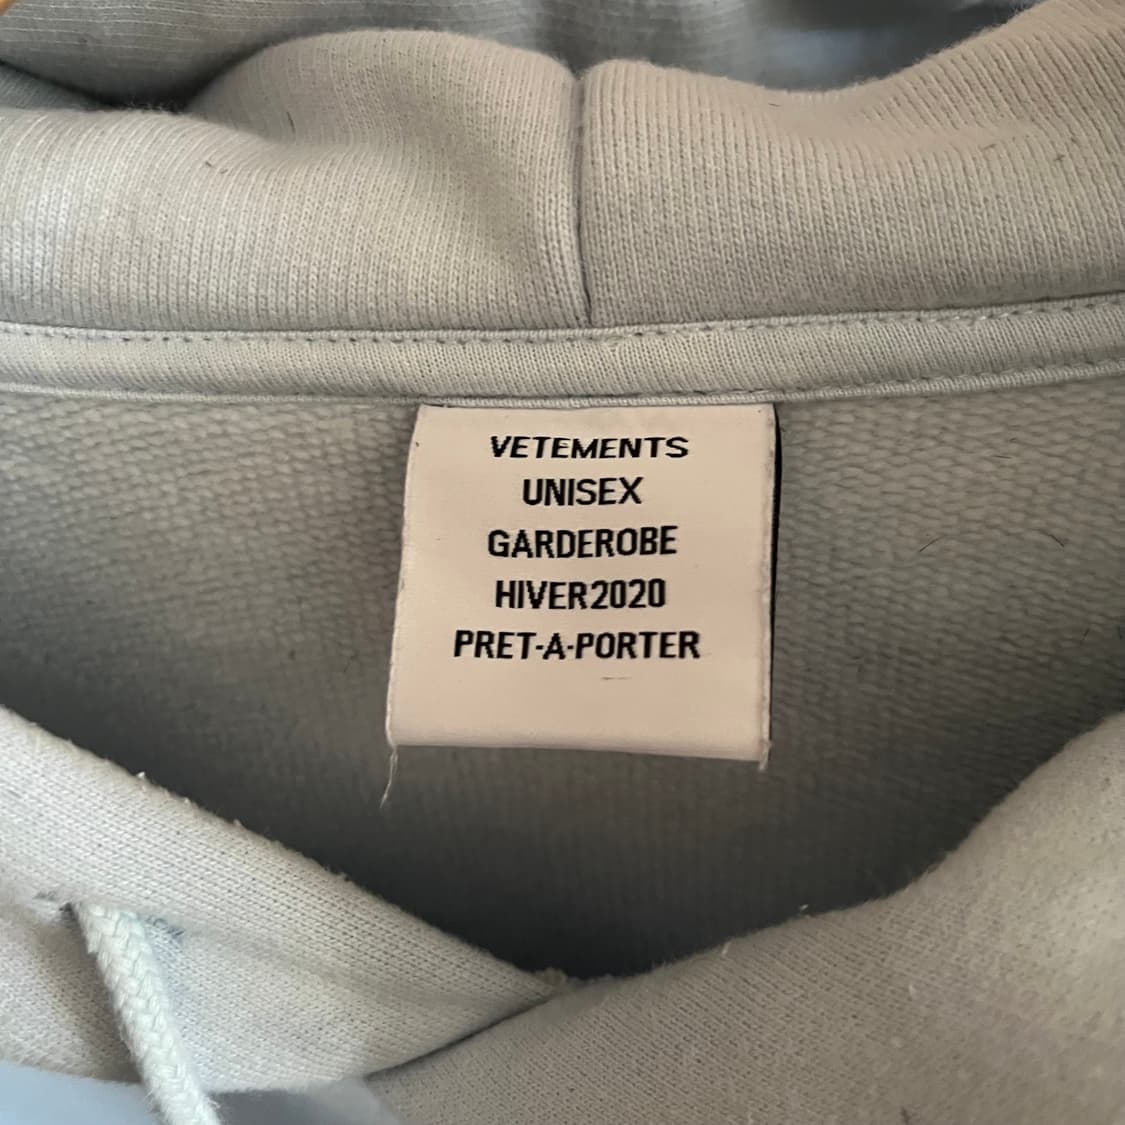 VETEMENTS
UNISEX
GARDEROBE
HIVER2020
PRET-A-PORTER